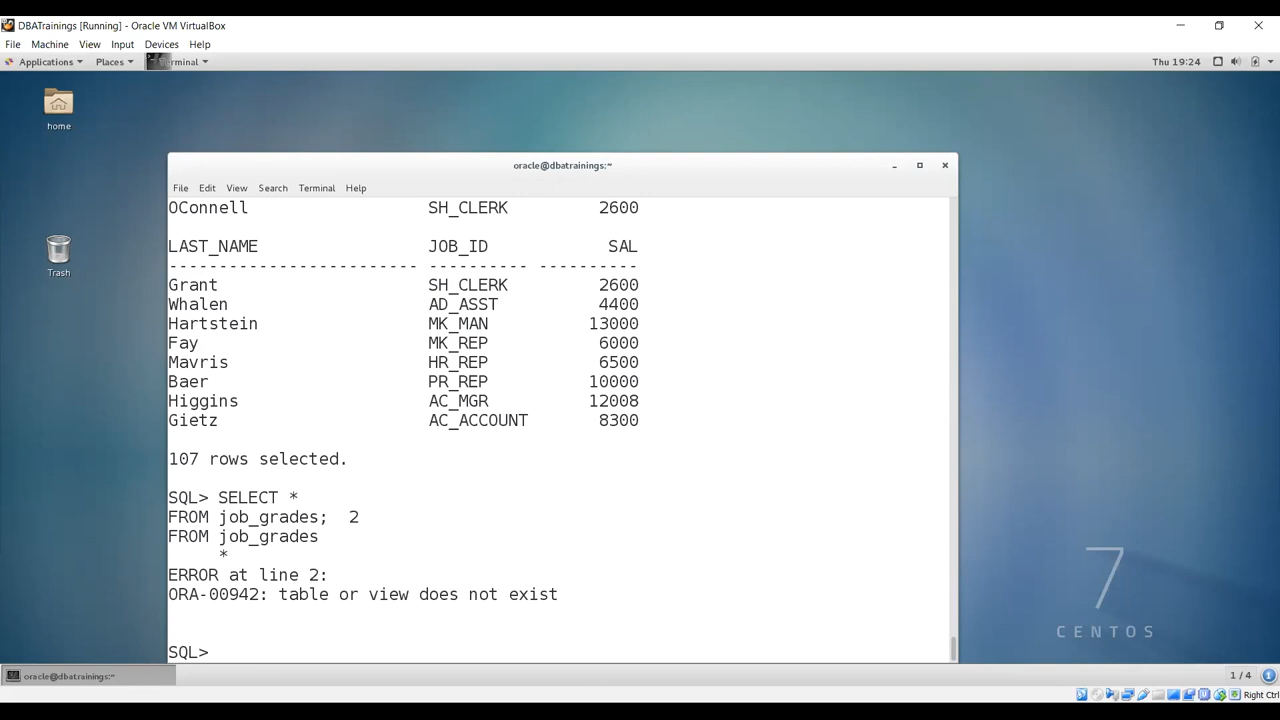 DBATrainings [Running] - Oracle VM VirtualBox
File Machine View Input Devices Help
Applications Places Terminal Thu 19:24
home
Trash
oracle@dbatrainings:~
File Edit View Search Terminal Help
OConnell SH_CLERK 2600
LAST_NAME JOB_ID SAL
------------------------- ---------- ----------
Grant SH_CLERK 2600
Whalen AD_ASST 4400
Hartstein MK_MAN 13000
Fay MK_REP 6000
Mavris HR_REP 6500
Baer PR_REP 10000
Higgins AC_MGR 12008
Gietz AC_ACCOUNT 8300
107 rows selected.
SQL> SELECT *
FROM job_grades;  2
FROM job_grades
*
ERROR at line 2:
ORA-00942: table or view does not exist
SQL>
7
CENTOS
oracle@dbatrainings:~ 1 / 4 1
Right Ctrl